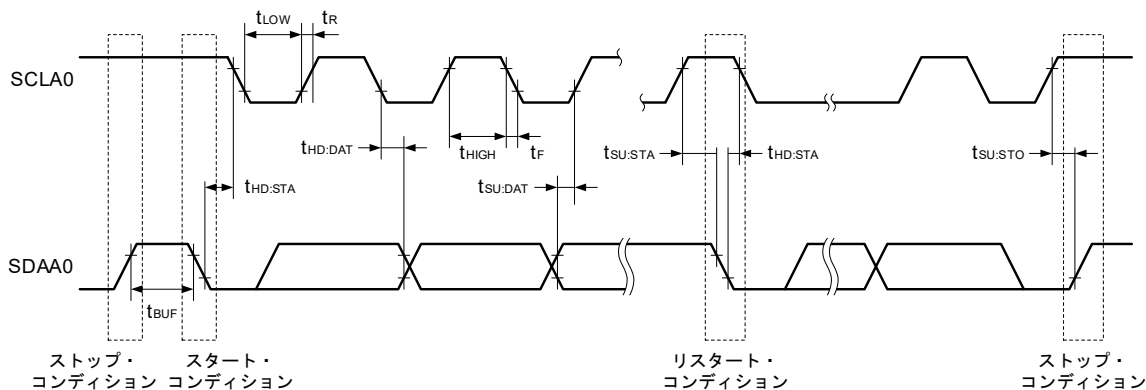 tLOW
tR
SCLA0
tHD:DAT
tHIGH
tF
tSU:STA
tHD:STA
tSU:STO
tHD:STA
tSU:DAT
SDAA0
tBUF
ストップ・
コンディション
スタート・
コンディション
リスタート・
コンディション
ストップ・
コンディション